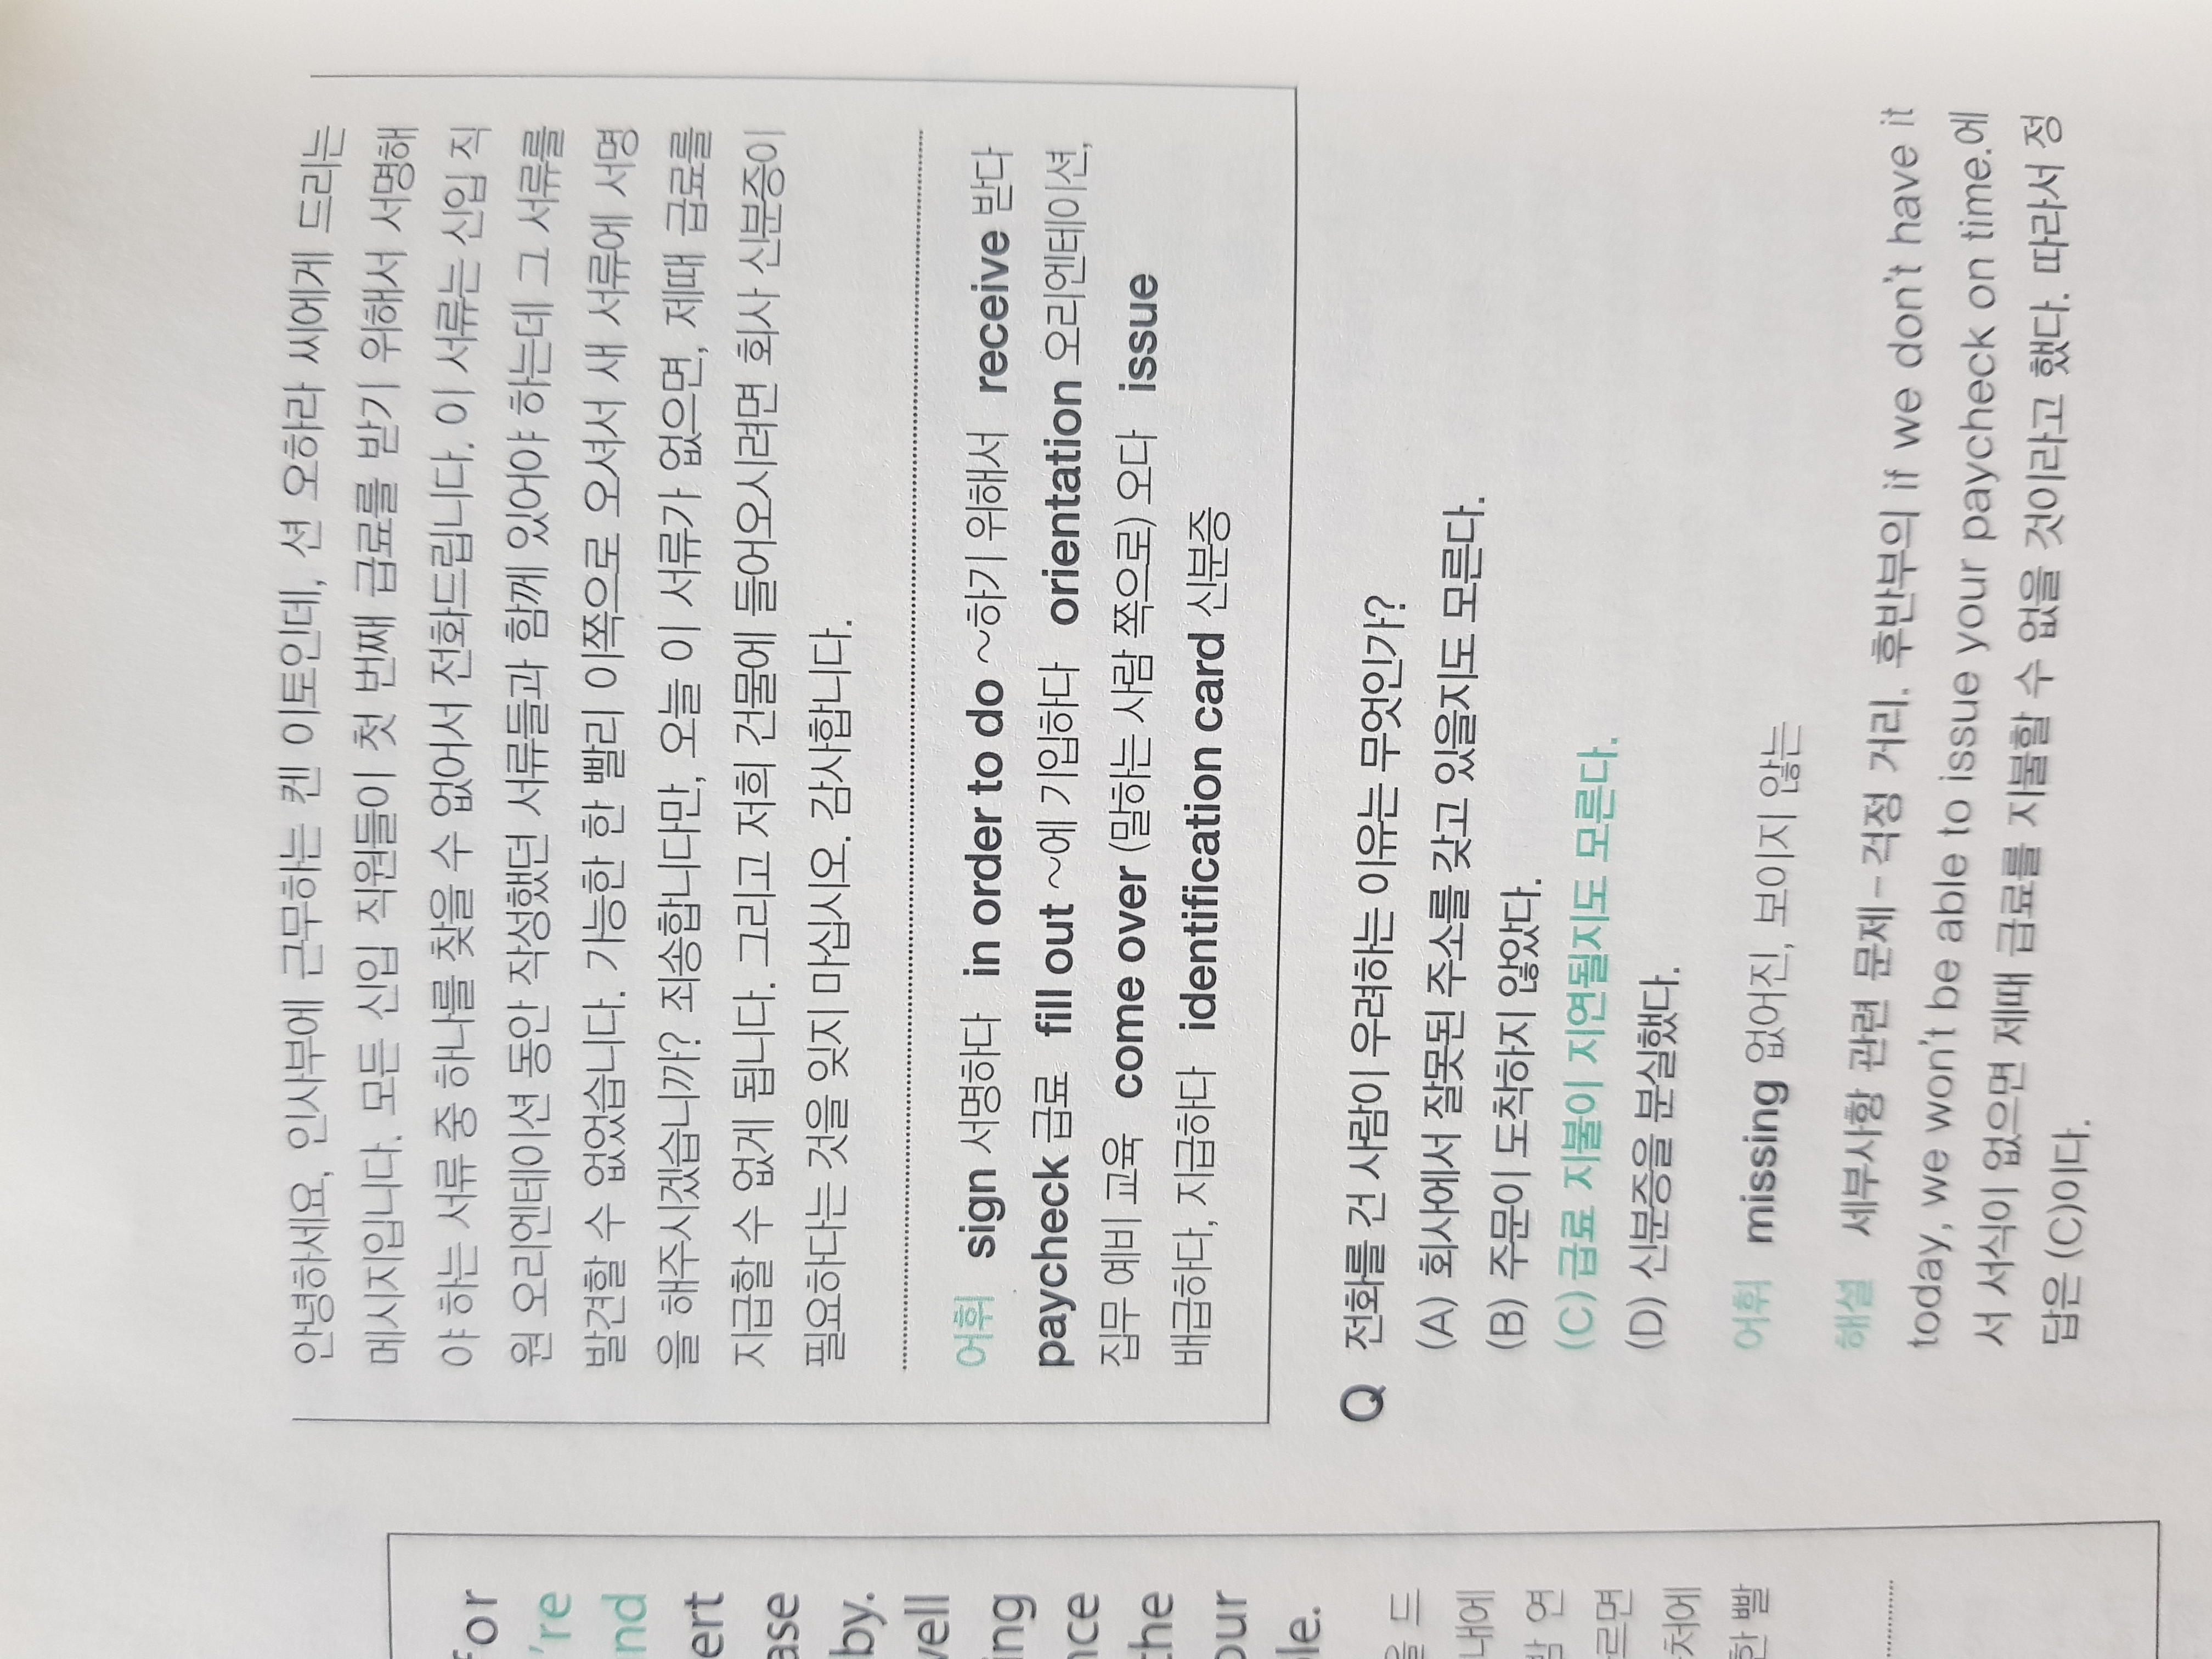 for
're
nd
ert
ase
by.
well
ing
nce
the
our
ble.
을 드
내에
밤 연
르면
처에
한 빨
안녕하세요, 인사부에 근무하는 켄 이토인데, 션 오하라 씨에게 드리는
메시지입니다. 모든 신입 직원들이 첫 번째 급료를 받기 위해서 서명해
야 하는 서류 중 하나를 찾을 수 없어서 전화드립니다. 이 서류는 신입 직
원 오리엔테이션 동안 작성했던 서류들과 함께 있어야 하는데 그 서류를
발견할 수 없었습니다. 가능한 한 빨리 이쪽으로 오셔서 새 서류에 서명
을 해주시겠습니까? 죄송합니다만, 오늘 이 서류가 없으면, 제때 급료를
지급할 수 없게 됩니다. 그리고 저희 건물에 들어오시려면 회사 신분증이
필요하다는 것을 잊지 마십시오. 감사합니다.
어휘 sign 서명하다 in order to do ~하기 위해서 receive 받다
paycheck 급료 fill out ~에 기입하다 orientation 오리엔테이션,
집무 예비 교육 come over (말하는 사람 쪽으로) 오다 issue
배급하다, 지급하다 identification card 신분증
Q 전화를 건 사람이 우려하는 이유는 무엇인가?
(A) 회사에서 잘못된 주소를 갖고 있을지도 모른다.
(B) 주문이 도착하지 않았다.
(C) 급료 지불이 지연될지도 모른다.
(D) 신분증을 분실했다.
어휘 missing 없어진, 보이지 않는
해설 세부사항 관련 문제-걱정 거리. 후반부의 if we don't have it
today, we won't be able to issue your paycheck on time.에
서 서식이 없으면 제때 급료를 지불할 수 없을 것이라고 했다. 따라서 정
답은 (C)이다.